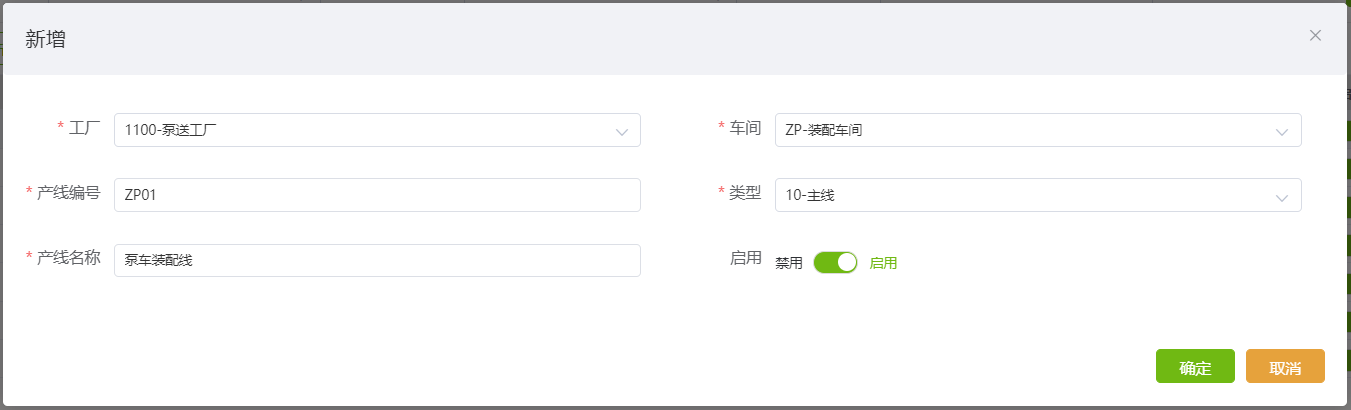 新增
* 工厂 1100-泵送工厂 * 车间 ZP-装配车间
* 产线编号 ZP01 * 类型 10-主线
* 产线名称 泵车装配线 启用 禁用 启用
确定 取消